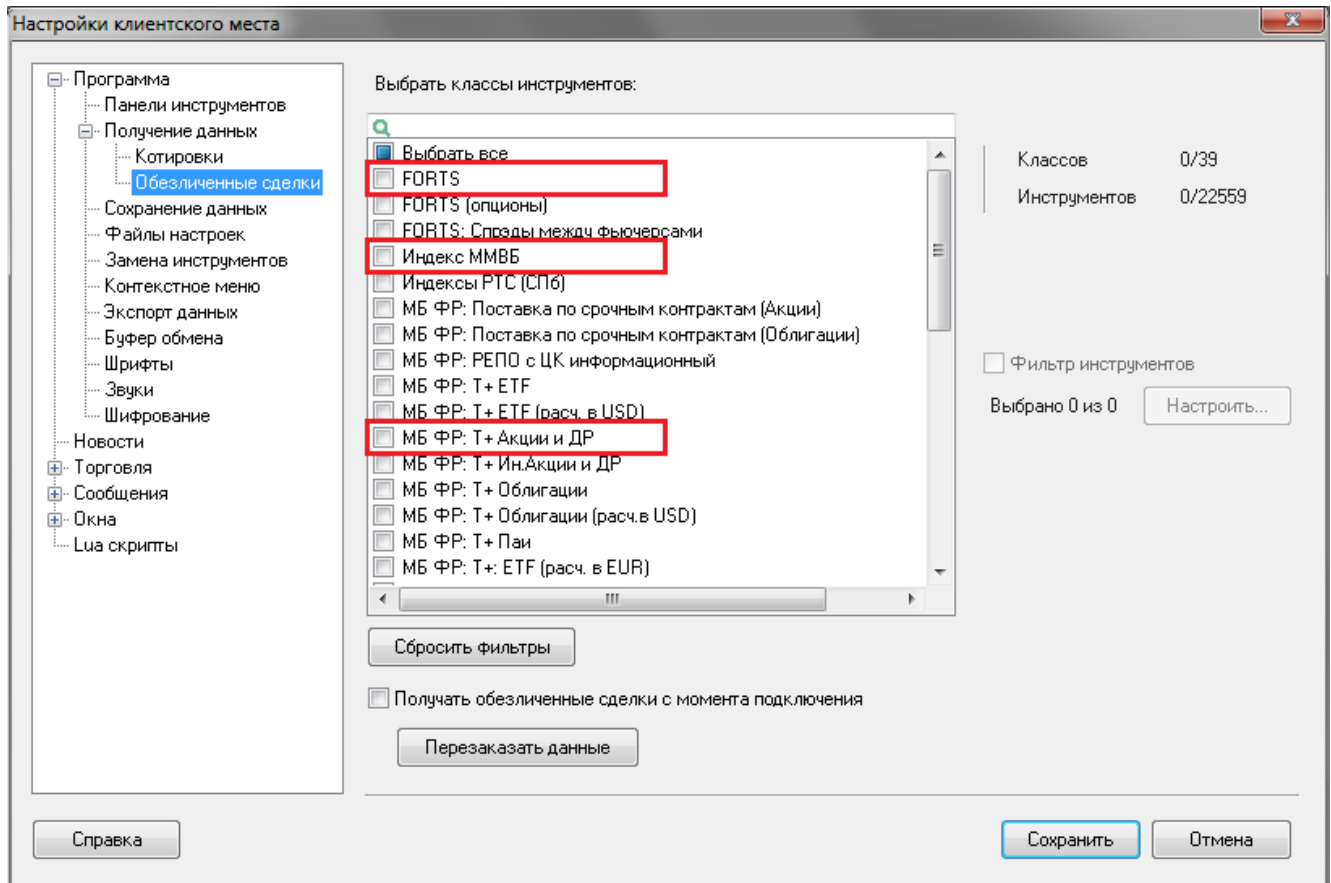 Настройки клиентского места
Программа
Панели инструментов
Получение данных
Котировки
Обезличенные сделки
Сохранение данных
Файлы настроек
Замена инструментов
Контекстное меню
Экспорт данных
Буфер обмена
Шрифты
Звуки
Шифрование
Новости
Торговля
Сообщения
Окна
Lua скрипты
Выбрать классы инструментов:
Выбрать все
FORTS
FORTS (опционы)
FORTS: Спрэды между фьючерсами
Индекс ММВБ
Индексы РТС (СПб)
МБ ФР: Поставка по срочным контрактам (Акции)
МБ ФР: Поставка по срочным контрактам (Облигации)
МБ ФР: РЕПО с ЦК информационный
МБ ФР: Т+ ETF
МБ ФР: Т+ ETF (расч. в USD)
МБ ФР: Т+ Акции и ДР
МБ ФР: Т+ Ин.Акции и ДР
МБ ФР: Т+ Облигации
МБ ФР: Т+ Облигации (расч.в USD)
МБ ФР: Т+ Паи
МБ ФР: Т+: ETF (расч. в EUR)
Классов 0/39
Инструментов 0/22559
Фильтр инструментов
Выбрано 0 из 0 Настроить...
Сбросить фильтры
Получать обезличенные сделки с момента подключения
Перезаказать данные
Справка
Сохранить
Отмена